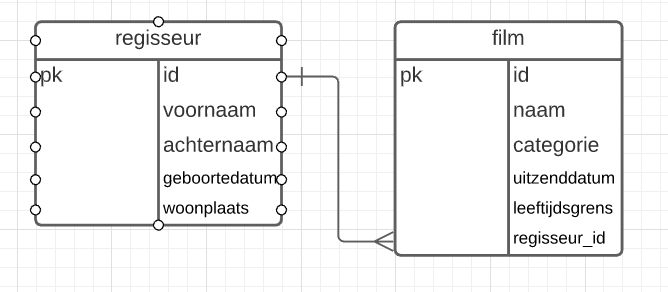 regisseur
pk id
voornaam
achternaam
geboortedatum
woonplaats
film
pk id
naam
categorie
uitzenddatum
leeftijdsgrens
regisseur_id